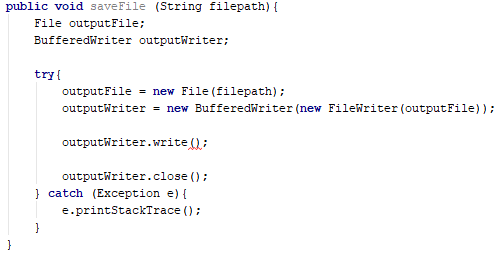 public void saveFile (String filepath){
File outputFile;
BufferedWriter outputWriter;
try{
outputFile = new File(filepath);
outputWriter = new BufferedWriter(new FileWriter(outputFile));
outputWriter.write();
outputWriter.close();
} catch (Exception e){
e.printStackTrace();
}
}